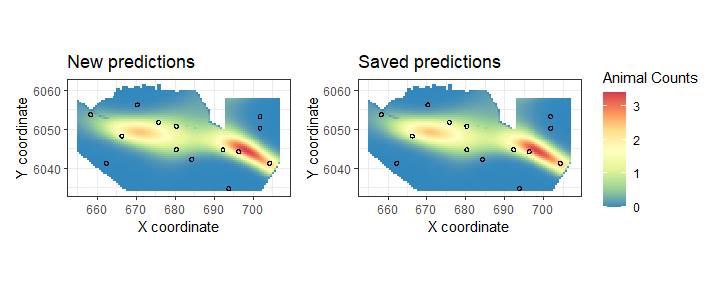 New predictions
Saved predictions
Animal Counts
6060
6050
6040
Y coordinate
660
670
680
690
700
X coordinate
6060
6050
6040
Y coordinate
660
670
680
690
700
X coordinate
3
2
1
0